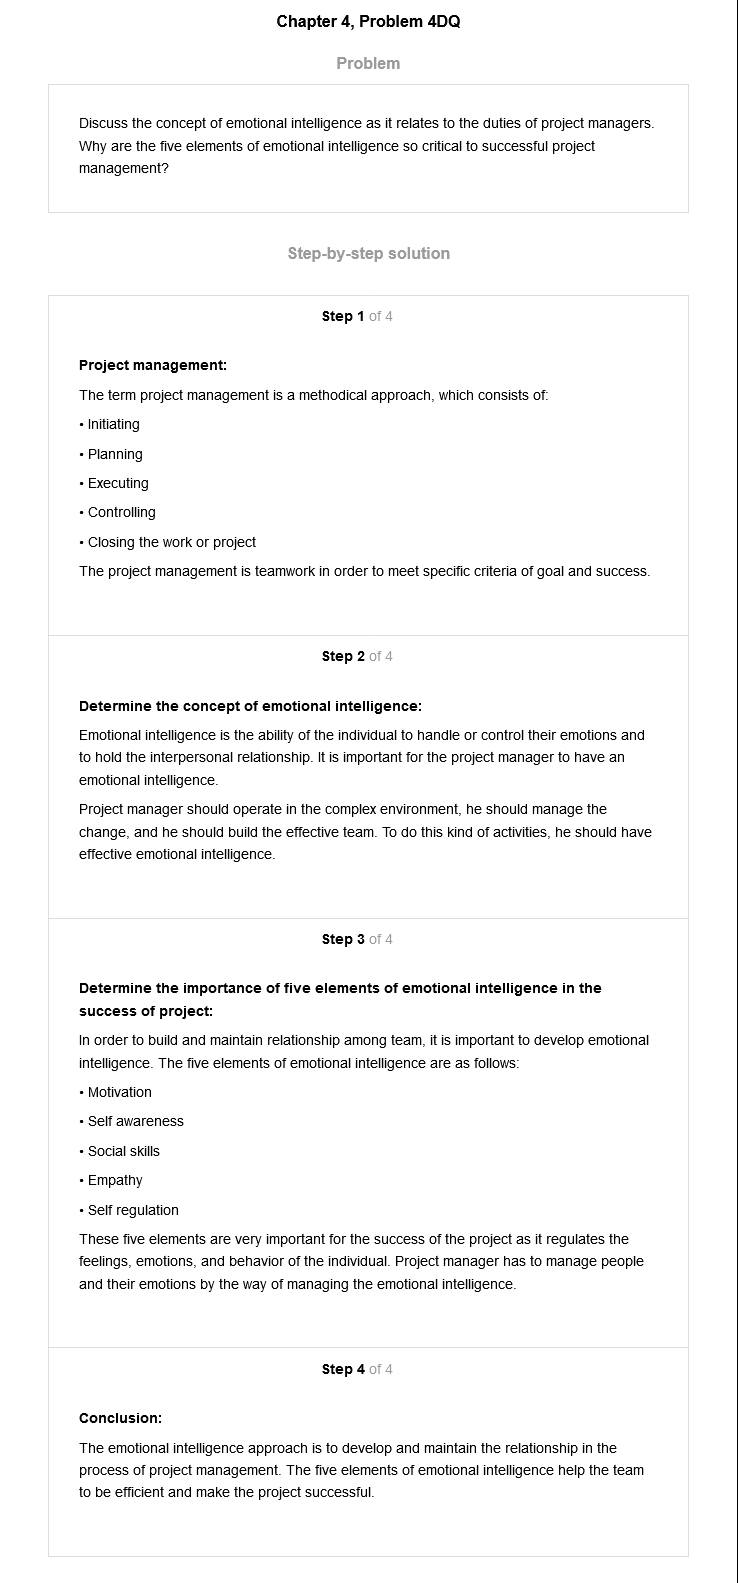 Chapter 4, Problem 4DQ
Problem
Discuss the concept of emotional intelligence as it relates to the duties of project managers.
Why are the five elements of emotional intelligence so critical to successful project
management?
Step-by-step solution
Step 1 of 4
Project management:
The term project management is a methodical approach, which consists of:
• Initiating
• Planning
• Executing
• Controlling
• Closing the work or project
The project management is teamwork in order to meet specific criteria of goal and success.
Step 2 of 4
Determine the concept of emotional intelligence:
Emotional intelligence is the ability of the individual to handle or control their emotions and
to hold the interpersonal relationship. It is important for the project manager to have an
emotional intelligence.
Project manager should operate in the complex environment, he should manage the
change, and he should build the effective team. To do this kind of activities, he should have
effective emotional intelligence.
Step 3 of 4
Determine the importance of five elements of emotional intelligence in the
success of project:
In order to build and maintain relationship among team, it is important to develop emotional
intelligence. The five elements of emotional intelligence are as follows:
• Motivation
• Self awareness
• Social skills
• Empathy
• Self regulation
These five elements are very important for the success of the project as it regulates the
feelings, emotions, and behavior of the individual. Project manager has to manage people
and their emotions by the way of managing the emotional intelligence.
Step 4 of 4
Conclusion:
The emotional intelligence approach is to develop and maintain the relationship in the
process of project management. The five elements of emotional intelligence help the team
to be efficient and make the project successful.